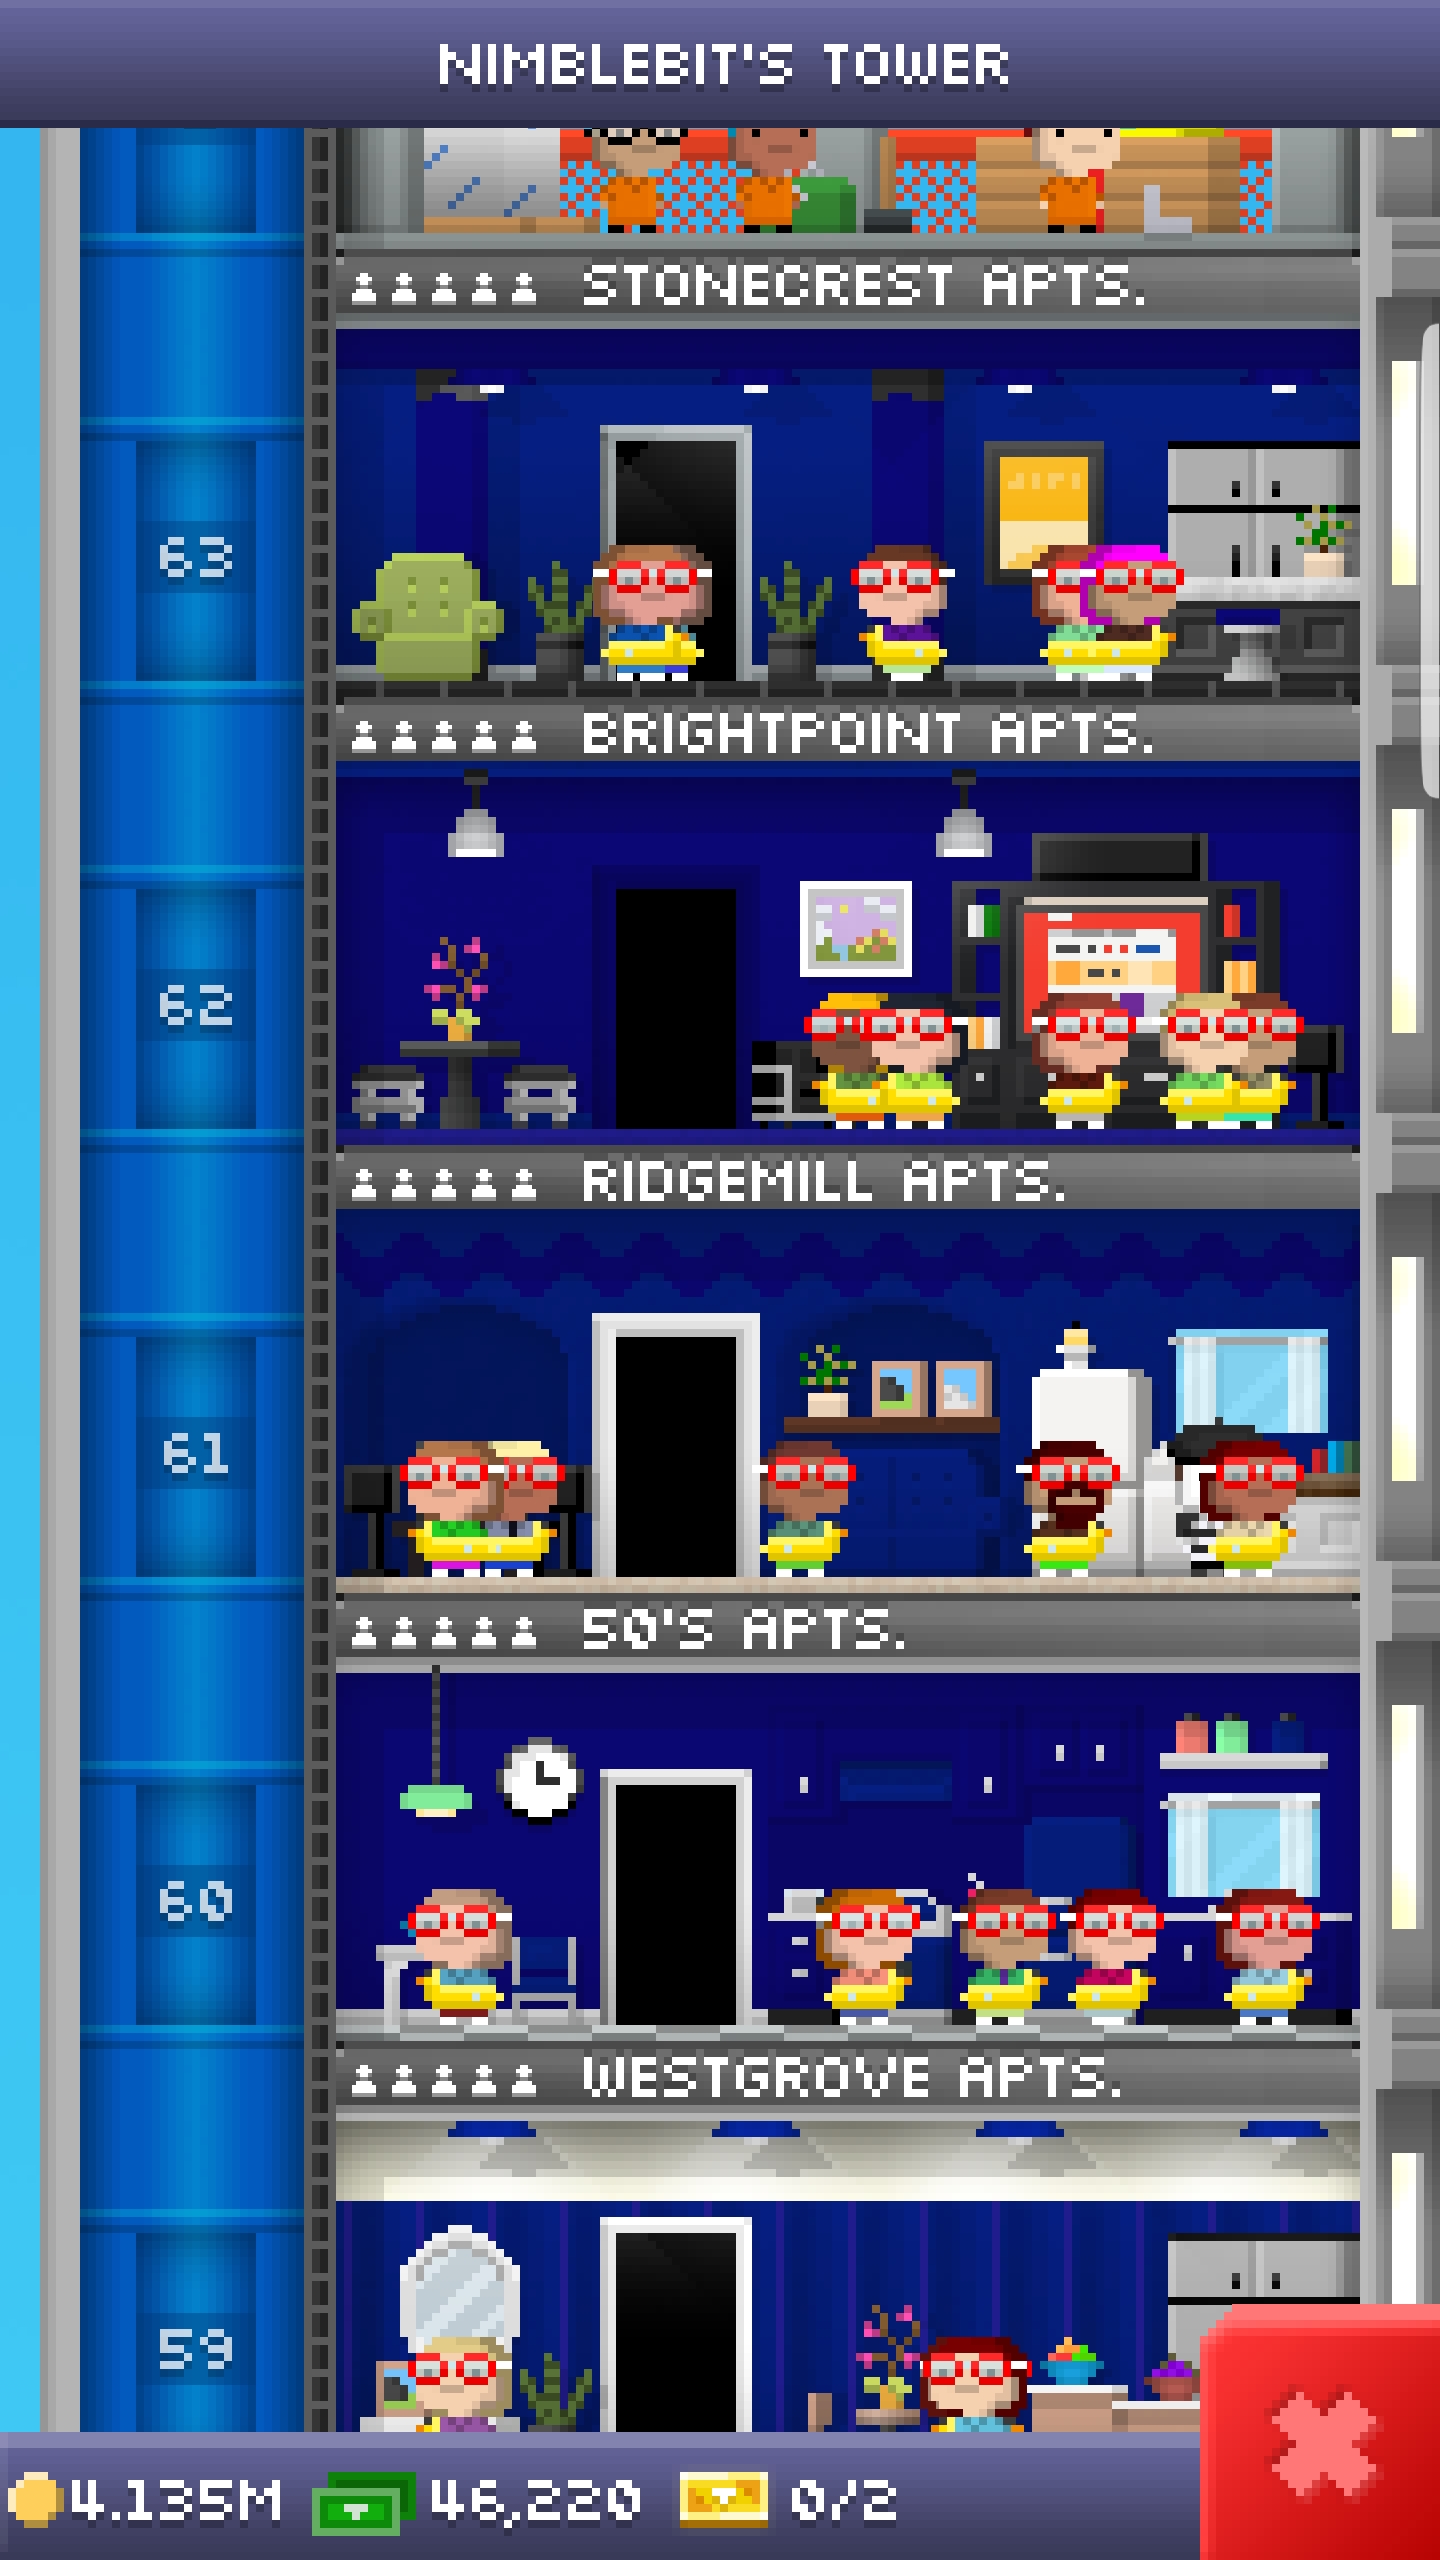 NIMBLEBIT'S TOWER
STONECREST APTS.
63
BRIGHTPOINT APTS.
62
RIDGEMILL APTS.
61
50'S APTS.
60
WESTGROVE APTS.
59
4.135M 46,220 0/2